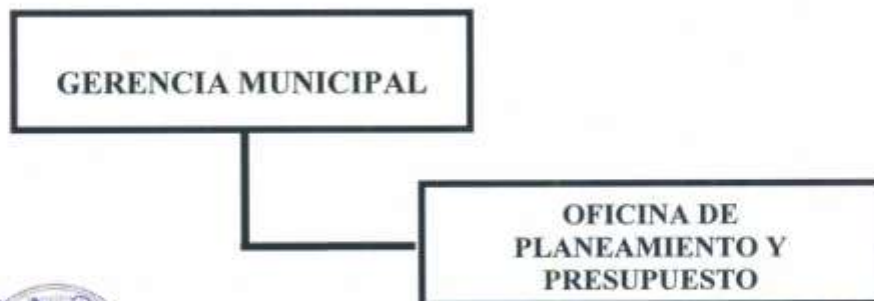 GERENCIA MUNICIPAL
OFICINA DE
PLANEAMIENTO Y
PRESUPUESTO